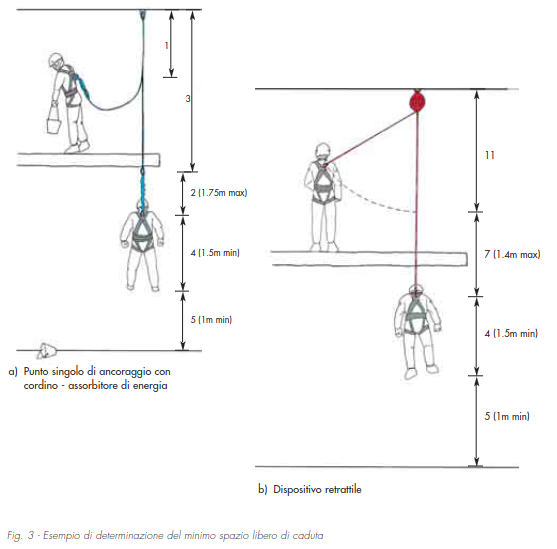 1
3
2 (1.75m max)
4 (1.5m min)
5 (1m min)
a) Punto singolo di ancoraggio con
cordino - assorbitore di energia
11
7 (1.4m max)
4 (1.5m min)
5 (1m min)
b) Dispositivo retrattile
Fig. 3 - Esempio di determinazione del minimo spazio libero di caduta